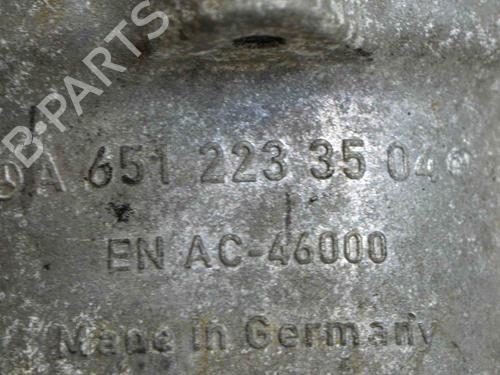 B-PARTS
A 651 223 35 04
EN AC-46000
Made in Germany